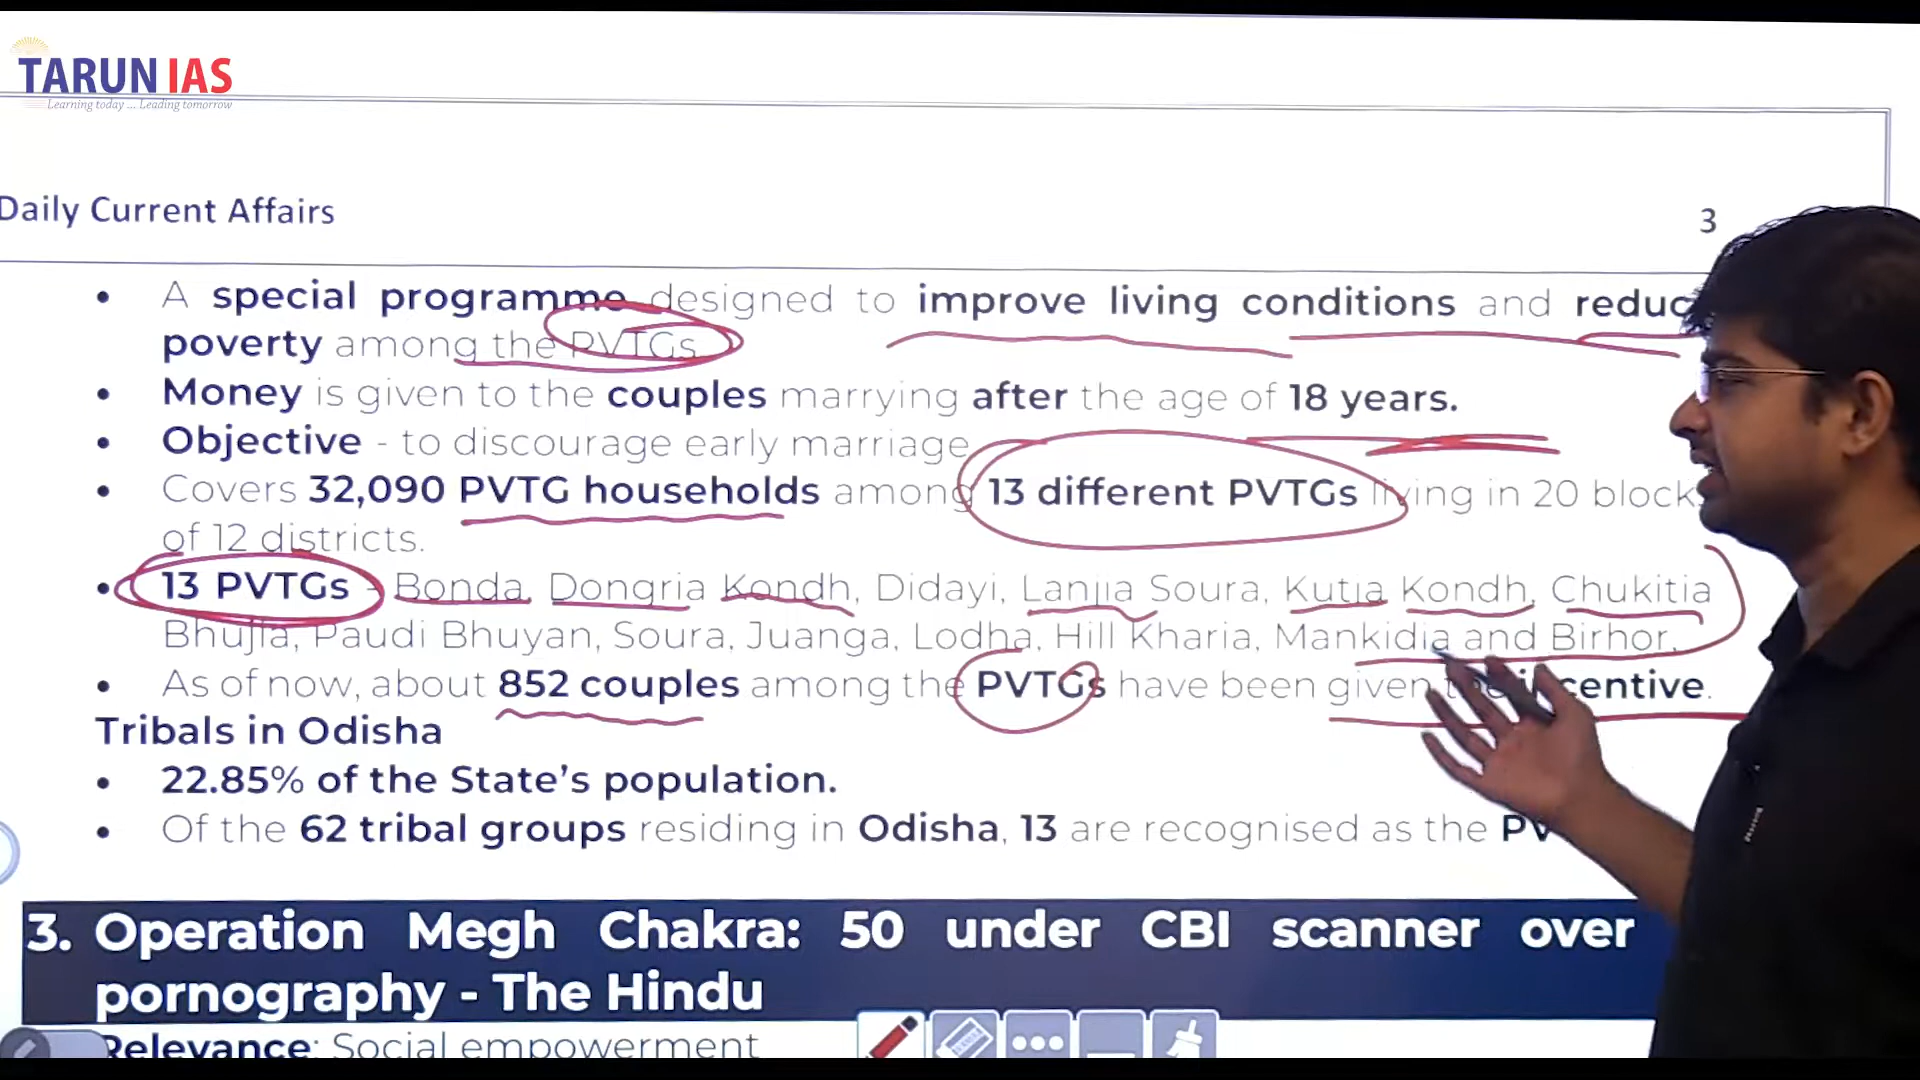 TARUN IAS
Learning today ... Leading tomorrow
Daily Current Affairs
3
• A special programme designed to improve living conditions and reduc
poverty among the PVTGs
• Money is given to the couples marrying after the age of 18 years.
• Objective - to discourage early marriage
• Covers 32,090 PVTG households among 13 different PVTGs living in 20 block
of 12 districts.
• 13 PVTGs - Bonda, Dongria Kondh, Didayi, Lanjia Soura, Kutia Kondh, Chukitia
Bhujia, Paudi Bhuyan, Soura, Juanga, Lodha, Hill Kharia, Mankidia and Birhor.
• As of now, about 852 couples among the PVTGs have been given the incentive.
Tribals in Odisha
• 22.85% of the State's population.
• Of the 62 tribal groups residing in Odisha, 13 are recognised as the PV
3. Operation Megh Chakra: 50 under CBI scanner over
pornography - The Hindu
Relevance: Social empowerment